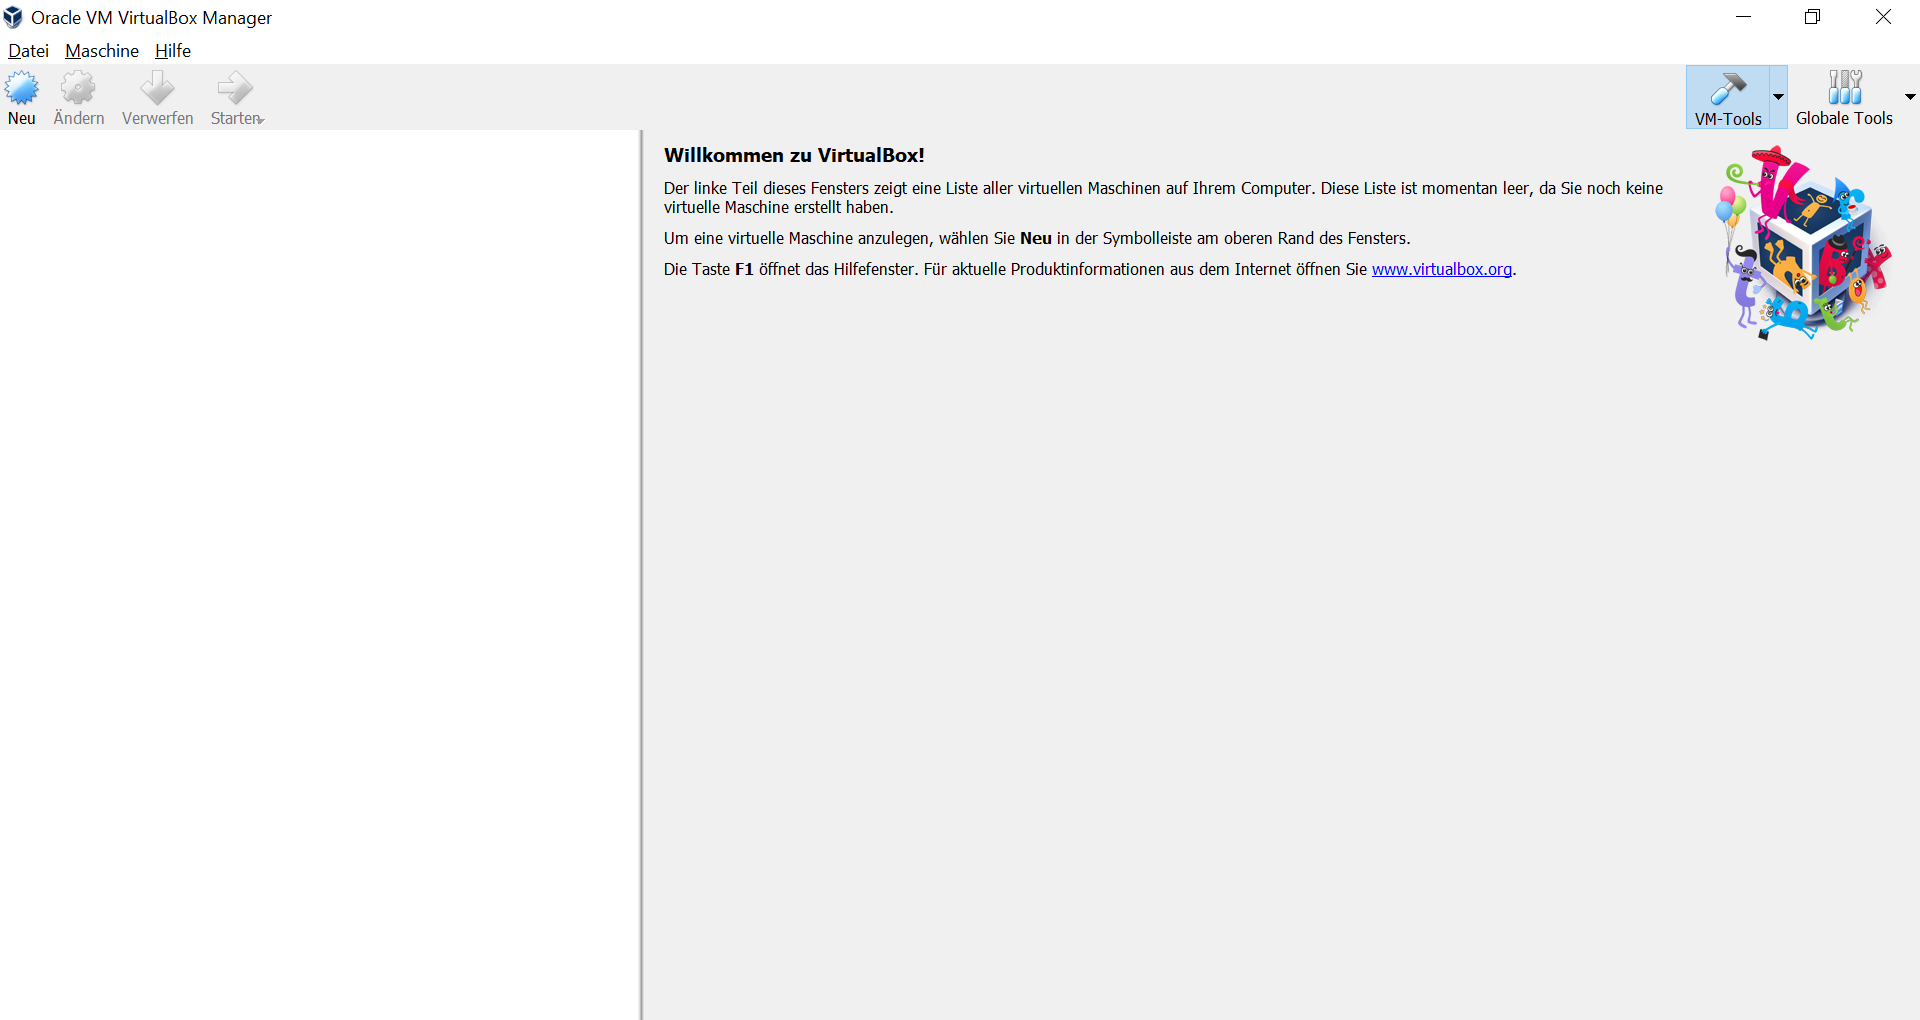 Oracle VM VirtualBox Manager
Datei Maschine Hilfe
Neu Ändern Verwerfen Starten VM-Tools Globale Tools
Willkommen zu VirtualBox!
Der linke Teil dieses Fensters zeigt eine Liste aller virtuellen Maschinen auf Ihrem Computer. Diese Liste ist momentan leer, da Sie noch keine
virtuelle Maschine erstellt haben.
Um eine virtuelle Maschine anzulegen, wählen Sie Neu in der Symbolleiste am oberen Rand des Fensters.
Die Taste F1 öffnet das Hilfefenster. Für aktuelle Produktinformationen aus dem Internet öffnen Sie www.virtualbox.org.